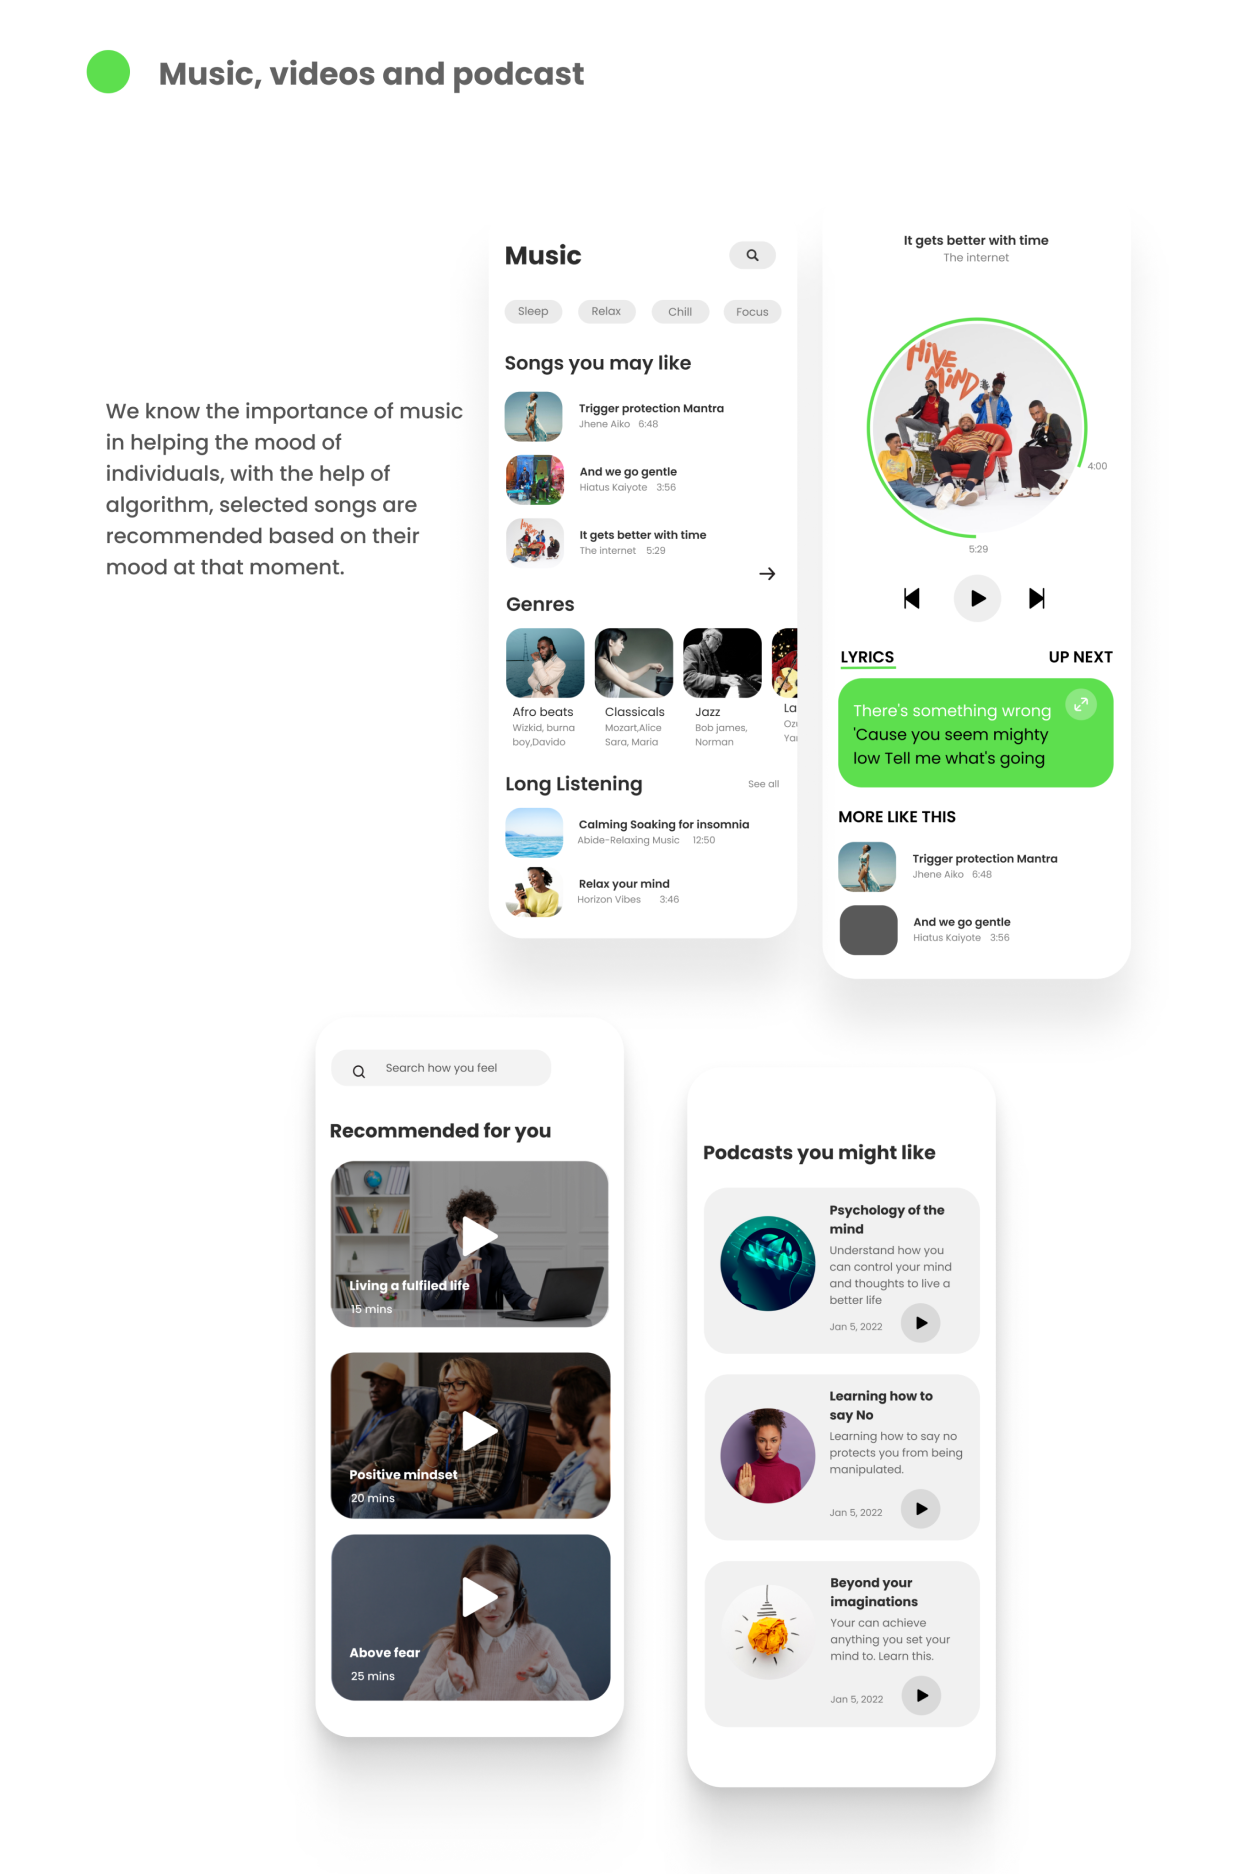 Music, videos and podcast
We know the importance of music
in helping the mood of
individuals, with the help of
algorithm, selected songs are
recommended based on their
mood at that moment.
Music
Sleep
Relax
Chill
Focus
Songs you may like
Trigger protection Mantra
Jhene Aiko 6:48
And we go gentle
Hiatus Kaiyote 3:56
It gets better with time
The internet 5:29
Genres
Afro beats
Wizkid, burna
boy,Davido
Classicals
Mozart,Alice
Sara, Maria
Jazz
Bob james,
Norman
La
Oz
Ya
Long Listening
See all
Calming Soaking for insomnia
Abide-Relaxing Music 12:50
Relax your mind
Horizon Vibes 3:46
It gets better with time
The internet
HIVE
MIND
4:00
5:29
LYRICS
UP NEXT
There's something wrong
'Cause you seem mighty
low Tell me what's going
MORE LIKE THIS
Trigger protection Mantra
Jhene Aiko 6:48
And we go gentle
Hiatus Kaiyote 3:56
Search how you feel
Recommended for you
Living a fulfiled life
15 mins
Positive mindset
20 mins
Above fear
25 mins
Podcasts you might like
Psychology of the
mind
Understand how you
can control your mind
and thoughts to live a
better life
Jan 5, 2022
Learning how to
say No
Learning how to say no
protects you from being
manipulated.
Jan 5, 2022
Beyond your
imaginations
Your can achieve
anything you set your
mind to. Learn this.
Jan 5, 2022